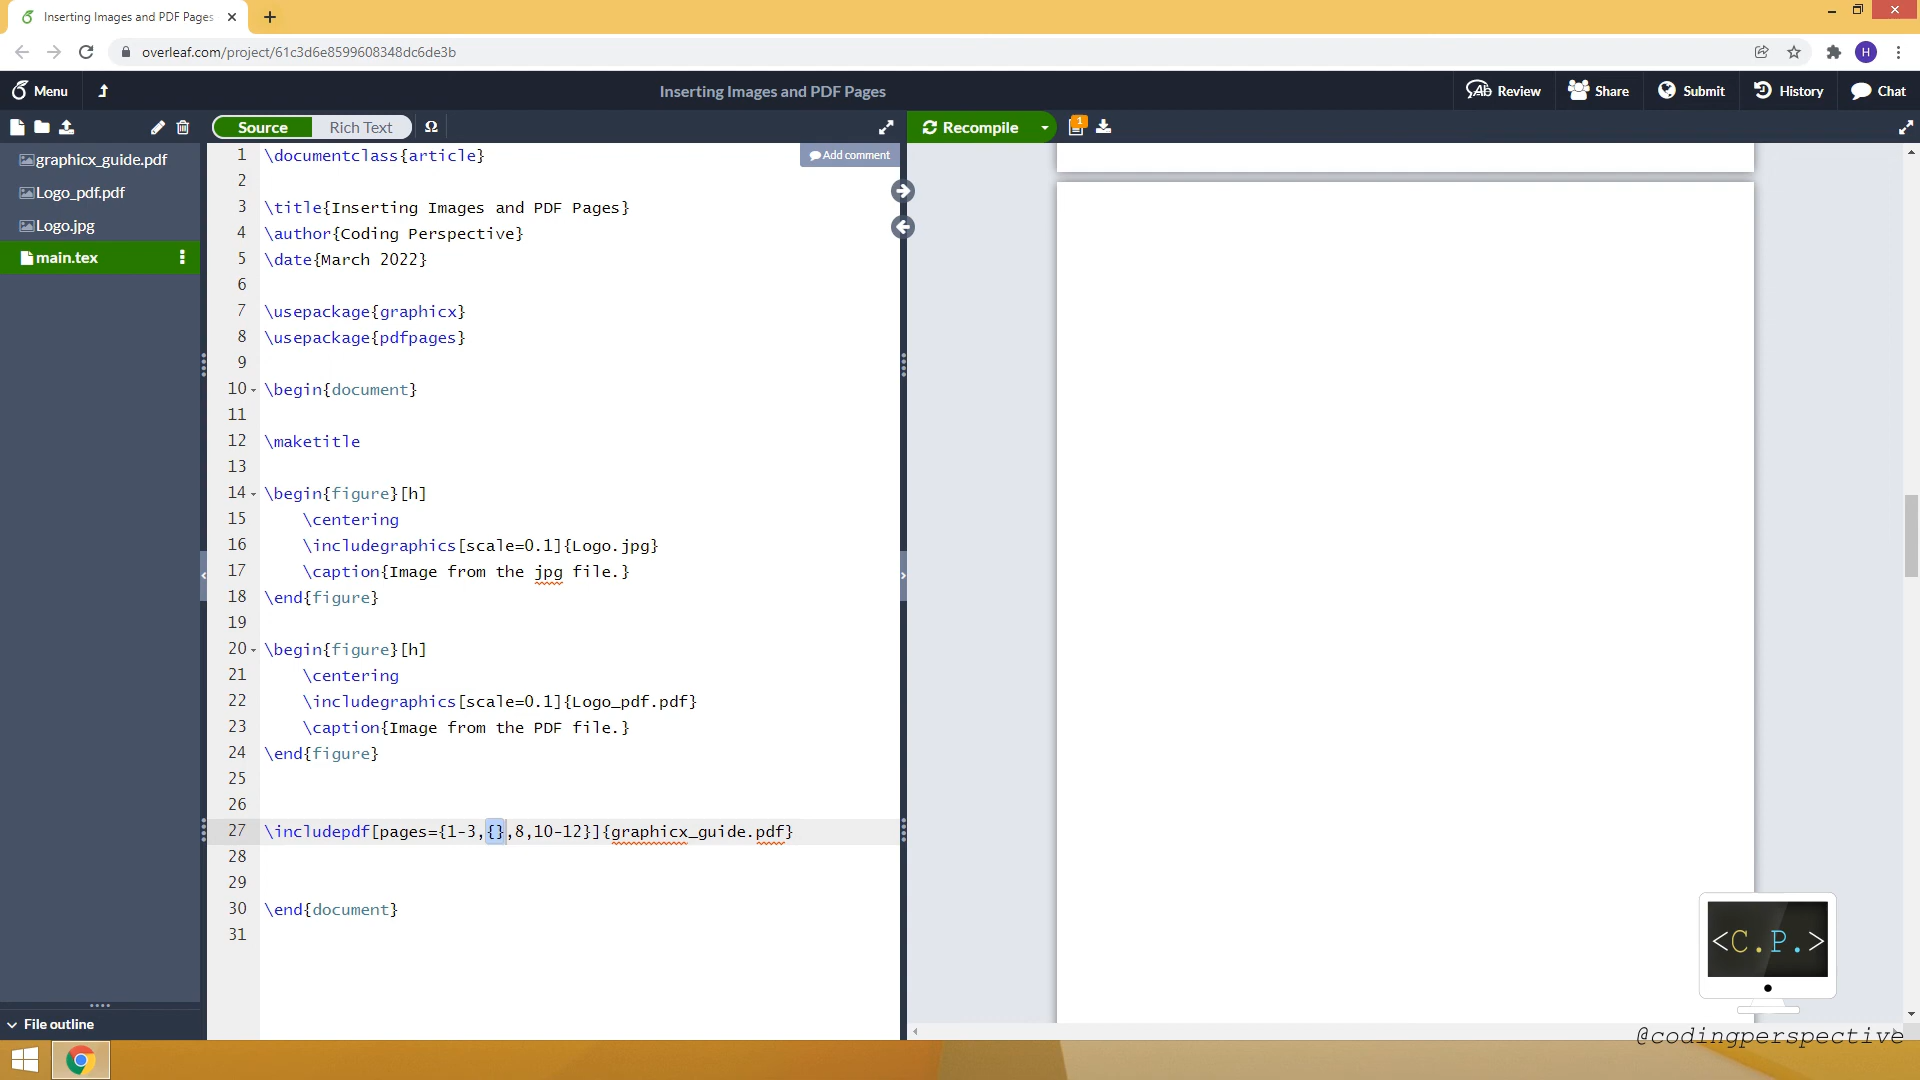 Inserting Images and PDF Pages
overleaf.com/project/61c3d6e8599608348dc6de3b
H
Menu
Inserting Images and PDF Pages
Review
Share
Submit
History
Chat
Source
Rich Text
Ω
Recompile
1
graphicx_guide.pdf
Logo_pdf.pdf
Logo.jpg
main.tex
File outline
Add comment
1 \documentclass{article}
2
3 \title{Inserting Images and PDF Pages}
4 \author{Coding Perspective}
5 \date{March 2022}
6
7 \usepackage{graphicx}
8 \usepackage{pdfpages}
9
10 \begin{document}
11
12 \maketitle
13
14 \begin{figure}[h]
15 \centering
16 \includegraphics[scale=0.1]{Logo.jpg}
17 \caption{Image from the jpg file.}
18 \end{figure}
19
20 \begin{figure}[h]
21 \centering
22 \includegraphics[scale=0.1]{Logo_pdf.pdf}
23 \caption{Image from the PDF file.}
24 \end{figure}
25
26
27 \includepdf[pages={1-3,{},8,10-12}]{graphicx_guide.pdf}
28
29
30 \end{document}
31
<C.P.>
@codingperspective